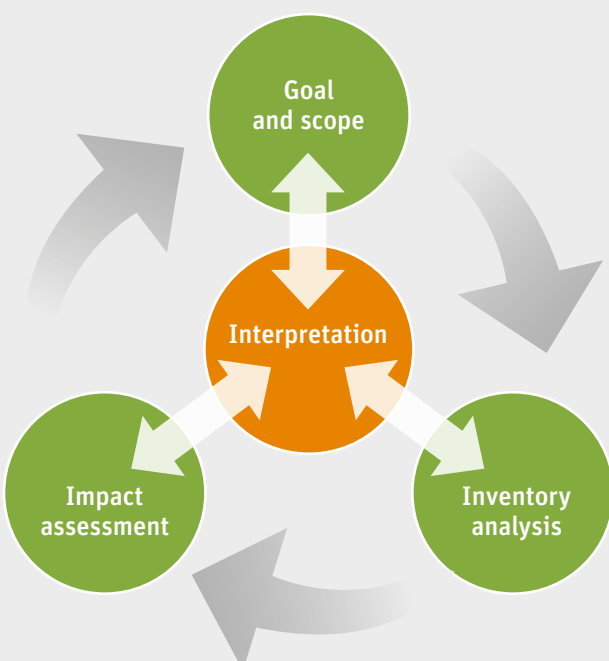 Goal
and scope
Interpretation
Impact
assessment
Inventory
analysis